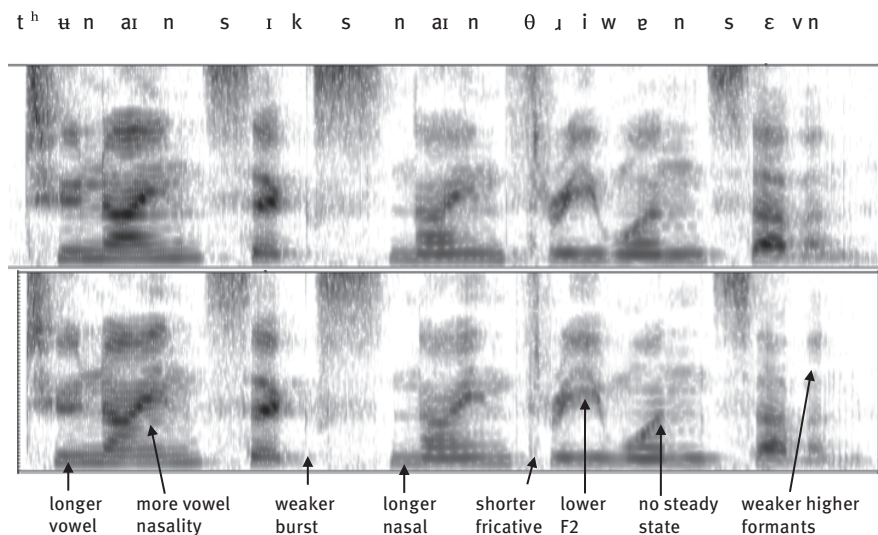 tʰ ʉ n aɪ n s ɪ k s n aɪ n θ ɹ i w ɐ n s ɛ v n
longer vowel
more vowel nasality
weaker burst
longer nasal
shorter fricative
lower F2
no steady state
weaker higher formants